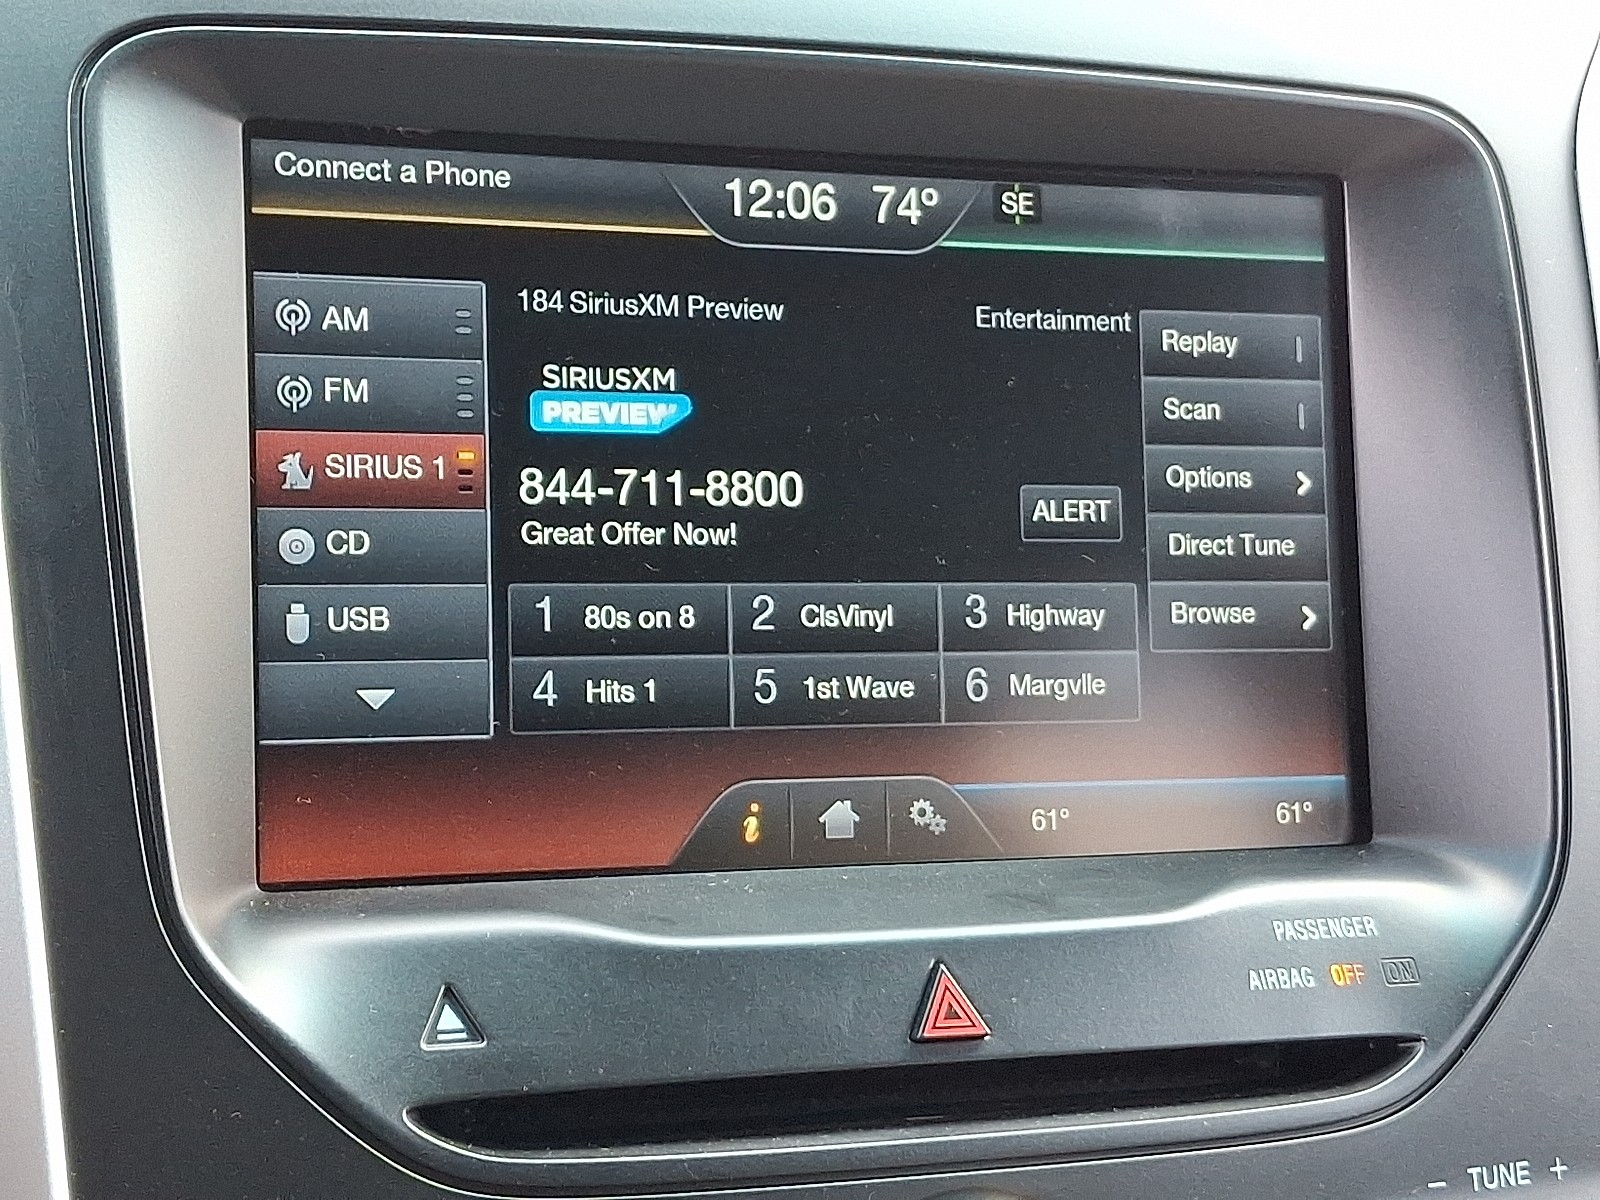 Connect a Phone
12:06 74° SE
184 SiriusXM Preview
Entertainment
AM
FM
SIRIUS 1
CD
USB
SIRIUSXM
PREVIEW
844-711-8800
Great Offer Now!
ALERT
1 80s on 8
2 ClsVinyl
3 Highway
4 Hits 1
5 1st Wave
6 Margvlle
Replay
Scan
Options
Direct Tune
Browse
i
61° 61°
PASSENGER
AIRBAG OFF ON
- TUNE +